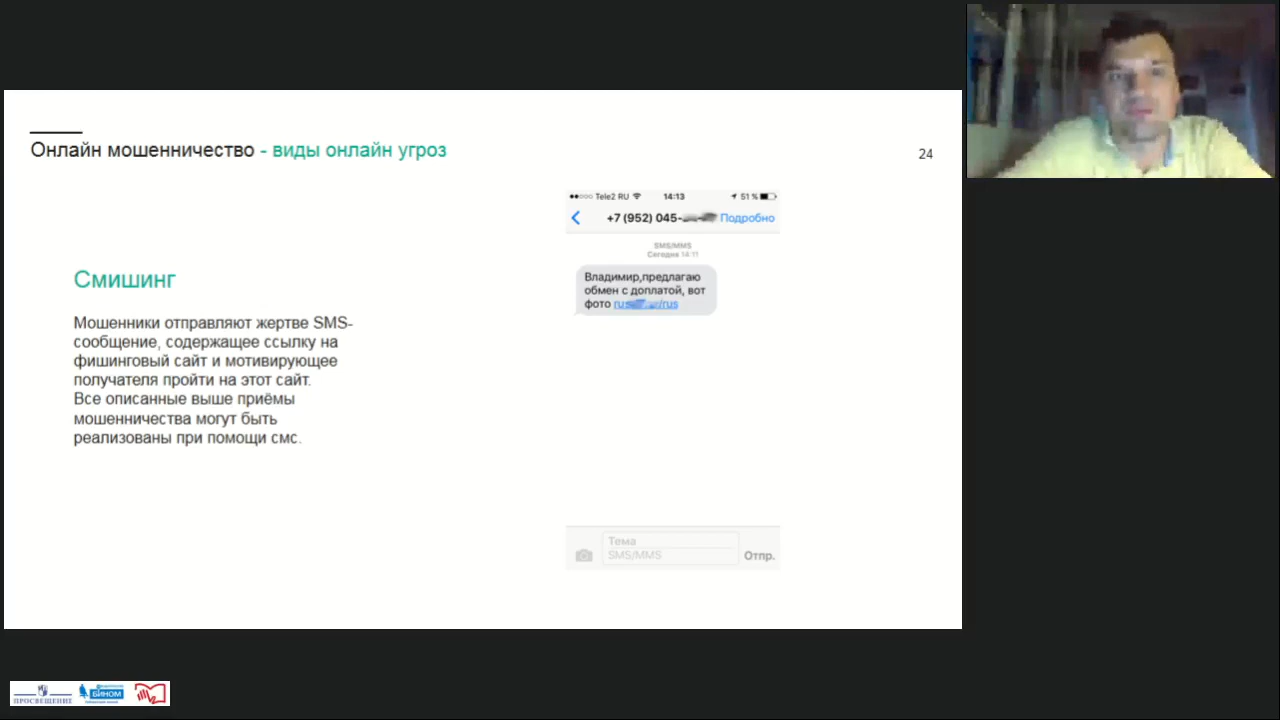 Онлайн мошенничество - виды онлайн угроз
24
Смишинг
Мошенники отправляют жертве SMS-
сообщение, содержащее ссылку на
фишинговый сайт и мотивирующее
получателя пройти на этот сайт.
Все описанные выше приёмы
мошенничества могут быть
реализованы при помощи смс.
Tele2 RU 14:13 51 %
+7 (952) 045- Подробно
SMS/MMS
Сегодня 14:11
Владимир,предлагаю
обмен с доплатой, вот
фото ru /rus
Тема
SMS/MMS
Отпр.
ПРОСВЕЩЕНИЕ
БИНОМ